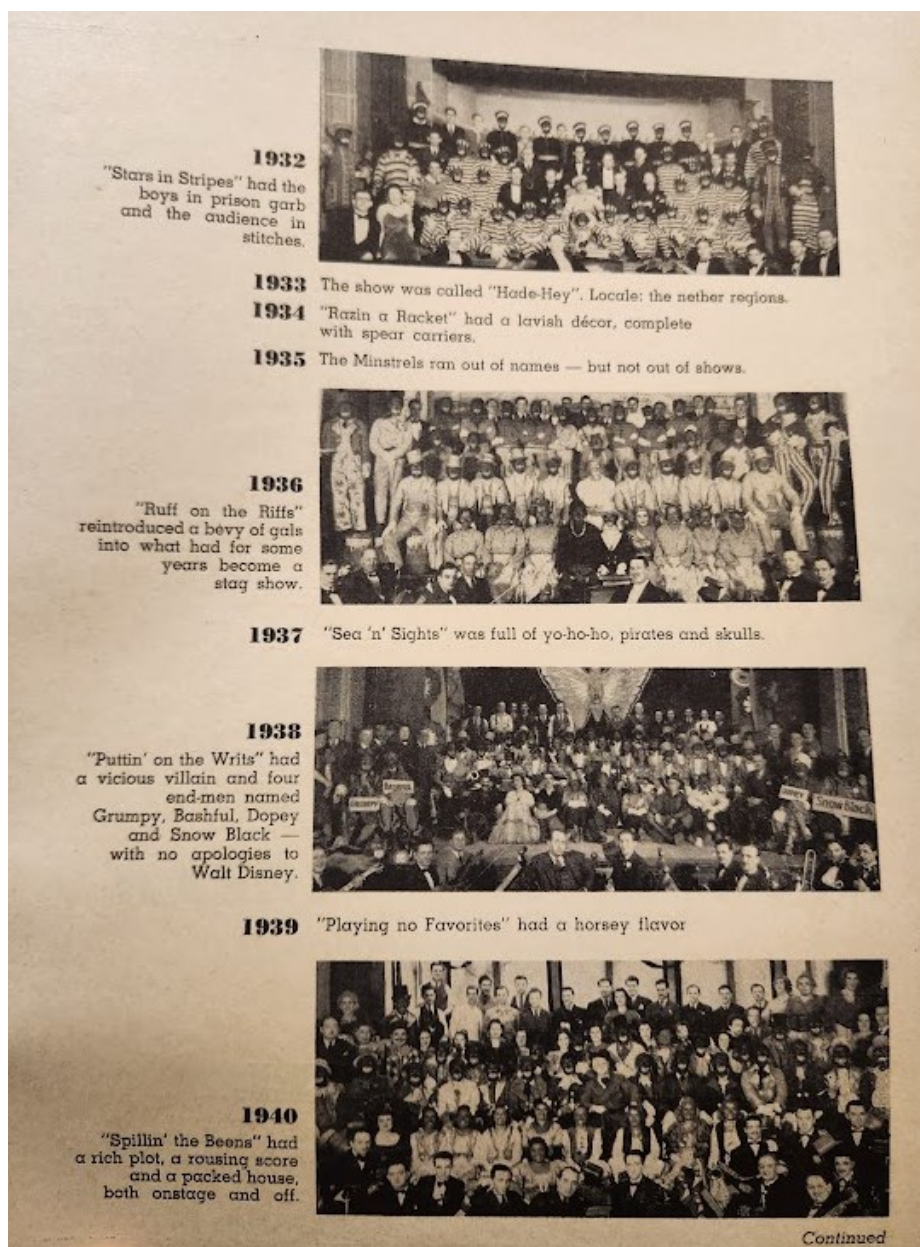 1932
"Stars in Stripes" had the
boys in prison garb
and the audience in
stitches.
1933 The show was called "Hade-Hey". Locale: the nether regions.
1934 "Razin a Racket" had a lavish décor, complete
with spear carriers.
1935 The Minstrels ran out of names — but not out of shows.
1936
"Ruff on the Riffs"
reintroduced a bevy of gals
into what had for some
years become a
stag show.
1937 "Sea 'n' Sights" was full of yo-ho-ho, pirates and skulls.
1938
"Puttin' on the Writs" had
a vicious villain and four
end-men named
Grumpy, Bashful, Dopey
and Snow Black —
with no apologies to
Walt Disney.
GRUMPY
BASHFUL
DOPEY
Snow Black
1939 "Playing no Favorites" had a horsey flavor
1940
"Spillin' the Beens" had
a rich plot, a rousing score
and a packed house,
both onstage and off.
Continued